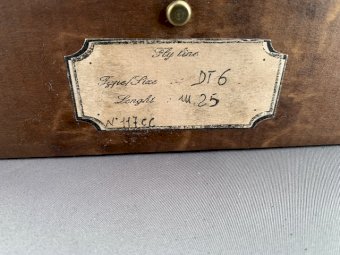 Fly line
Type/Size .. DT 6
Lenght .. M. 25
N° 117 CC